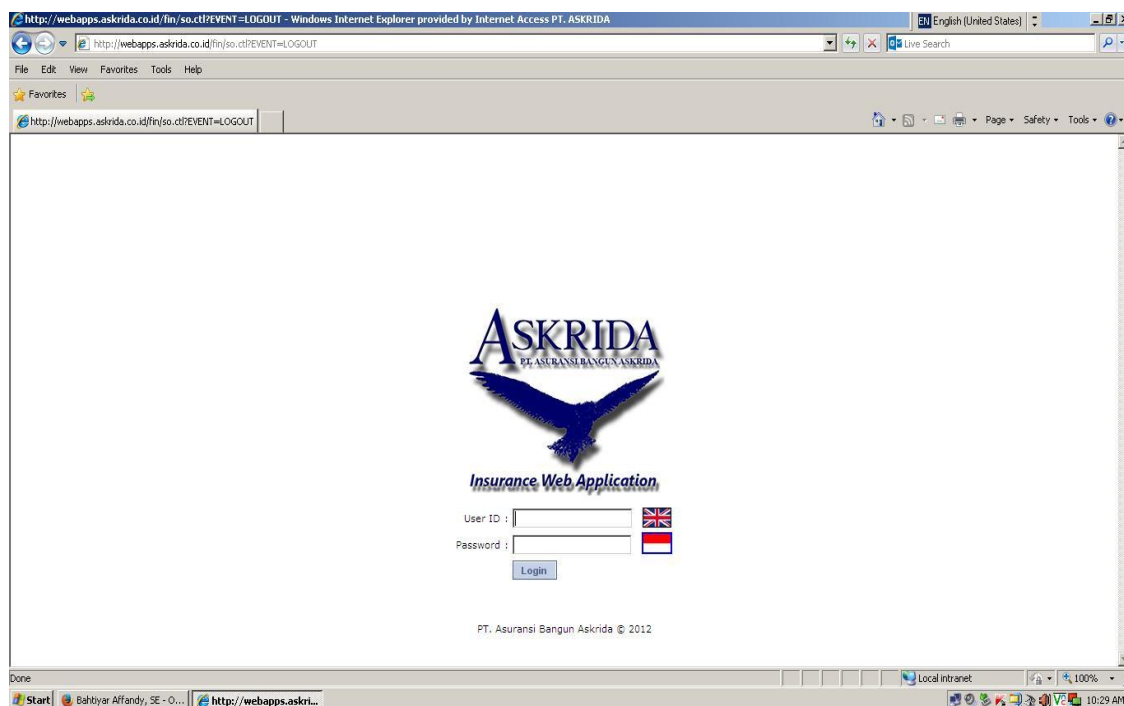 http://webapps.askrida.co.id/fin/so.ctl?EVENT=LOGOUT - Windows Internet Explorer provided by Internet Access PT. ASKRIDA
EN English (United States)
http://webapps.askrida.co.id/fin/so.ctl?EVENT=LOGOUT
Live Search
File Edit View Favorites Tools Help
Favorites
http://webapps.askrida.co.id/fin/so.ctl?EVENT=LOGOUT
Page Safety Tools
ASKRIDA
PT. ASURANSI BANGUN ASKRIDA
Insurance Web Application
User ID :
Password :
Login
PT. Asuransi Bangun Askrida © 2012
Done
Local intranet
100%
Start
Bahtiyar Affandy, SE - O...
http://webapps.askri...
10:29 AM